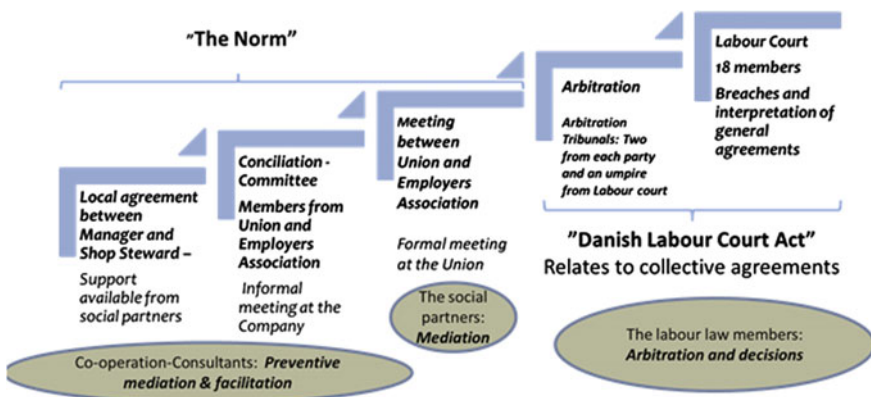 "The Norm"
Local agreement
between
Manager and
Shop Steward –
Support
available from
social partners
Conciliation -
Committee
Members from
Union and
Employers
Association
Informal
meeting at the
Company
Meeting
between
Union and
Employers
Association
Formal meeting
at the Union
Arbitration
Arbitration
Tribunals: Two
from each party
and an umpire
from Labour court
Labour Court
18 members
Breaches and
interpretation of
general
agreements
"Danish Labour Court Act"
Relates to collective agreements
Co-operation-Consultants: Preventive
mediation & facilitation
The social
partners:
Mediation
The labour law members:
Arbitration and decisions